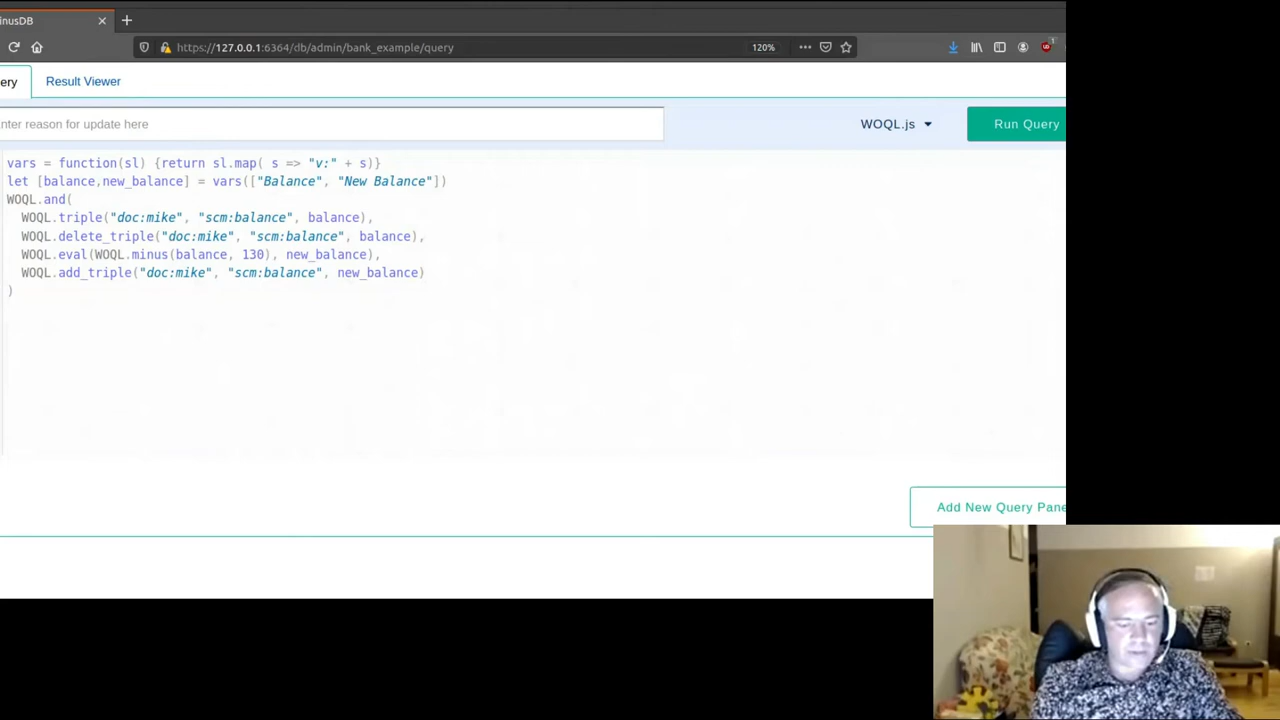 inusDB
https://127.0.0.1:6364/db/admin/bank_example/query
120%
ery
Result Viewer
nter reason for update here
WOQL.js
Run Query
vars = function(sl) {return sl.map( s => "v:" + s)}
let [balance,new_balance] = vars(["Balance", "New Balance"])
WOQL.and(
WOQL.triple("doc:mike", "scm:balance", balance),
WOQL.delete_triple("doc:mike", "scm:balance", balance),
WOQL.eval(WOQL.minus(balance, 130), new_balance),
WOQL.add_triple("doc:mike", "scm:balance", new_balance)
)
Add New Query Pane